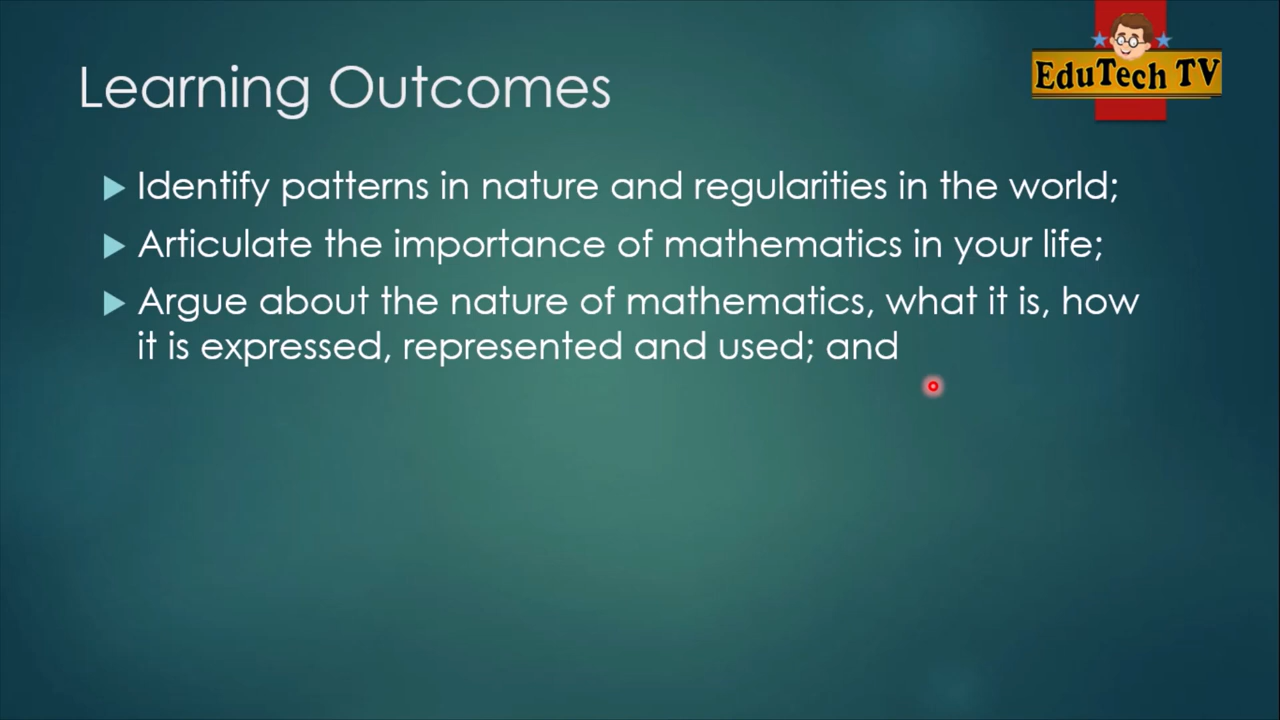 Learning Outcomes
EduTech TV
Identify patterns in nature and regularities in the world;
Articulate the importance of mathematics in your life;
Argue about the nature of mathematics, what it is, how
it is expressed, represented and used; and